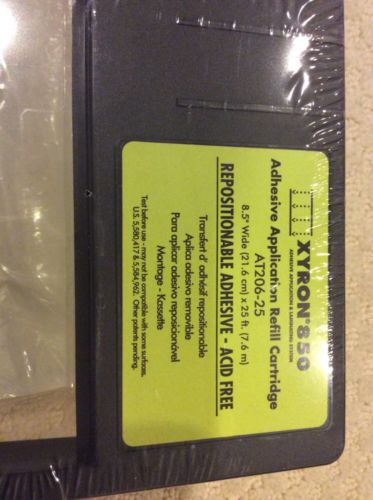 XYRON® 850
ADHESIVE APPLICATION & LAMINATING SYSTEM
Adhesive Application Refill Cartridge
AT206-25
8.5" Wide (21.6 cm) x 25 ft. (7.6 m)
REPOSITIONABLE ADHESIVE - ACID FREE
Transfert d' adhésif repositionnable
Aplica adesivo removible
Para aplicar adesivo reposicionável
Montage - Kassette
Test before use - may not be compatible with some surfaces.
U.S. 5,580,417 & 5,584,962. Other patents pending.